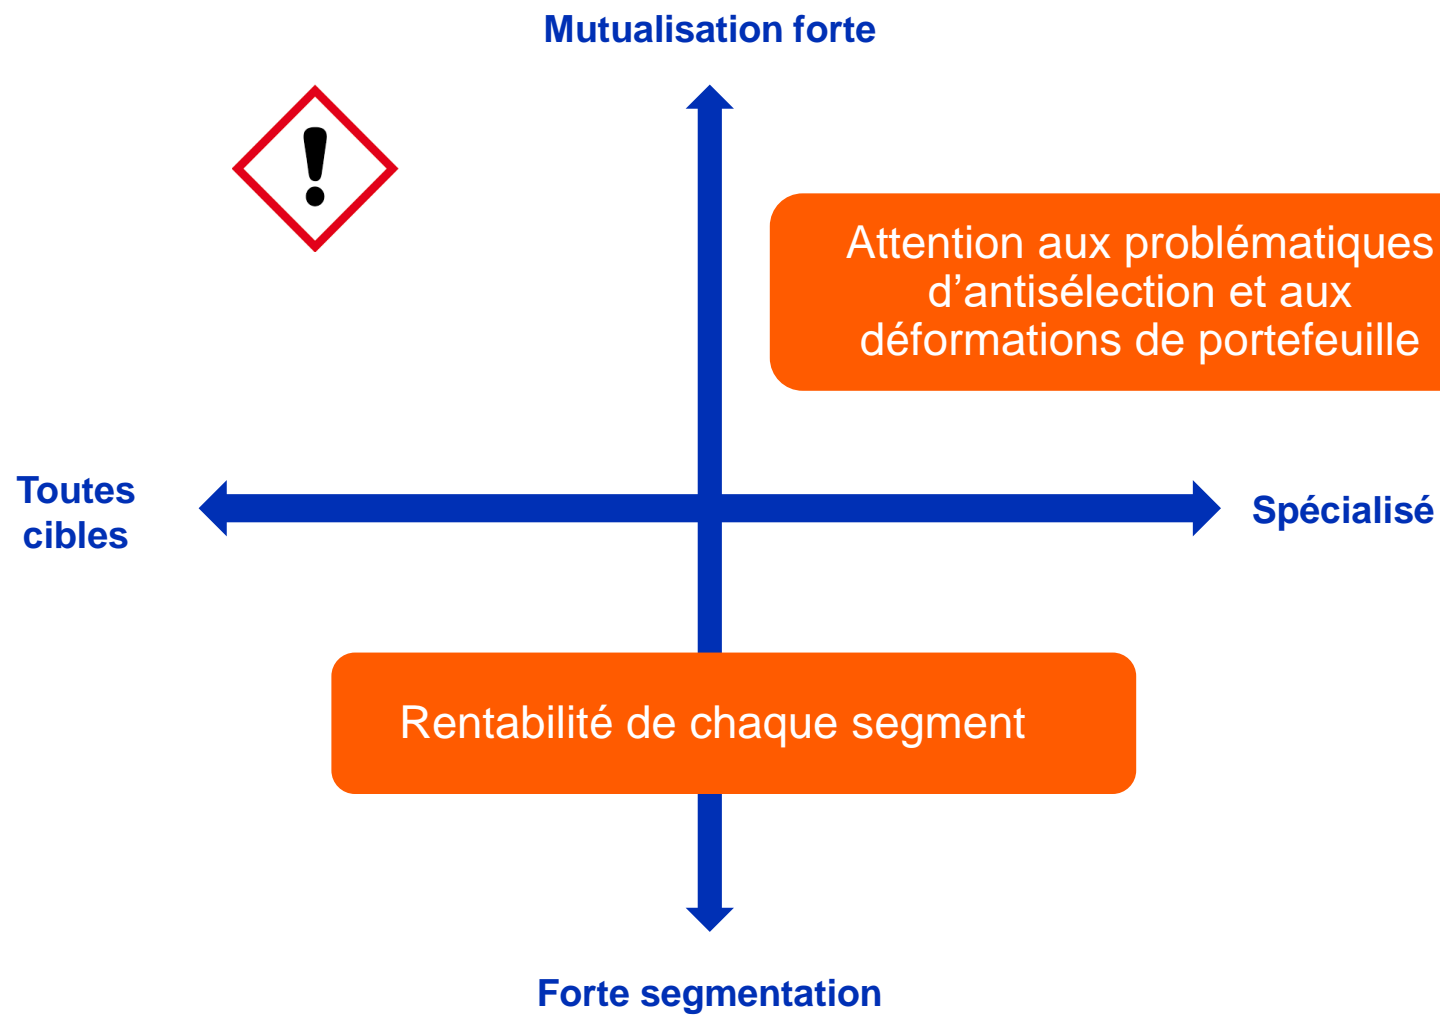 Mutualisation forte
!
Attention aux problématiques
d’antisélection et aux
déformations de portefeuille
Toutes
cibles
Spécialisé
Rentabilité de chaque segment
Forte segmentation